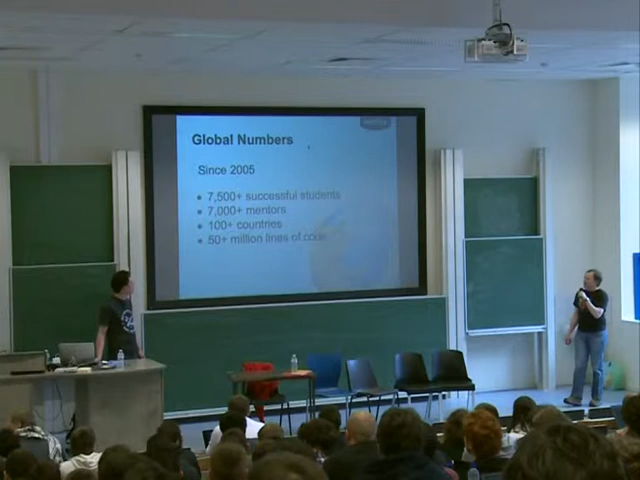 Global Numbers
Since 2005
• 7,500+ successful students
• 7,000+ mentors
• 100+ countries
• 50+ million lines of code